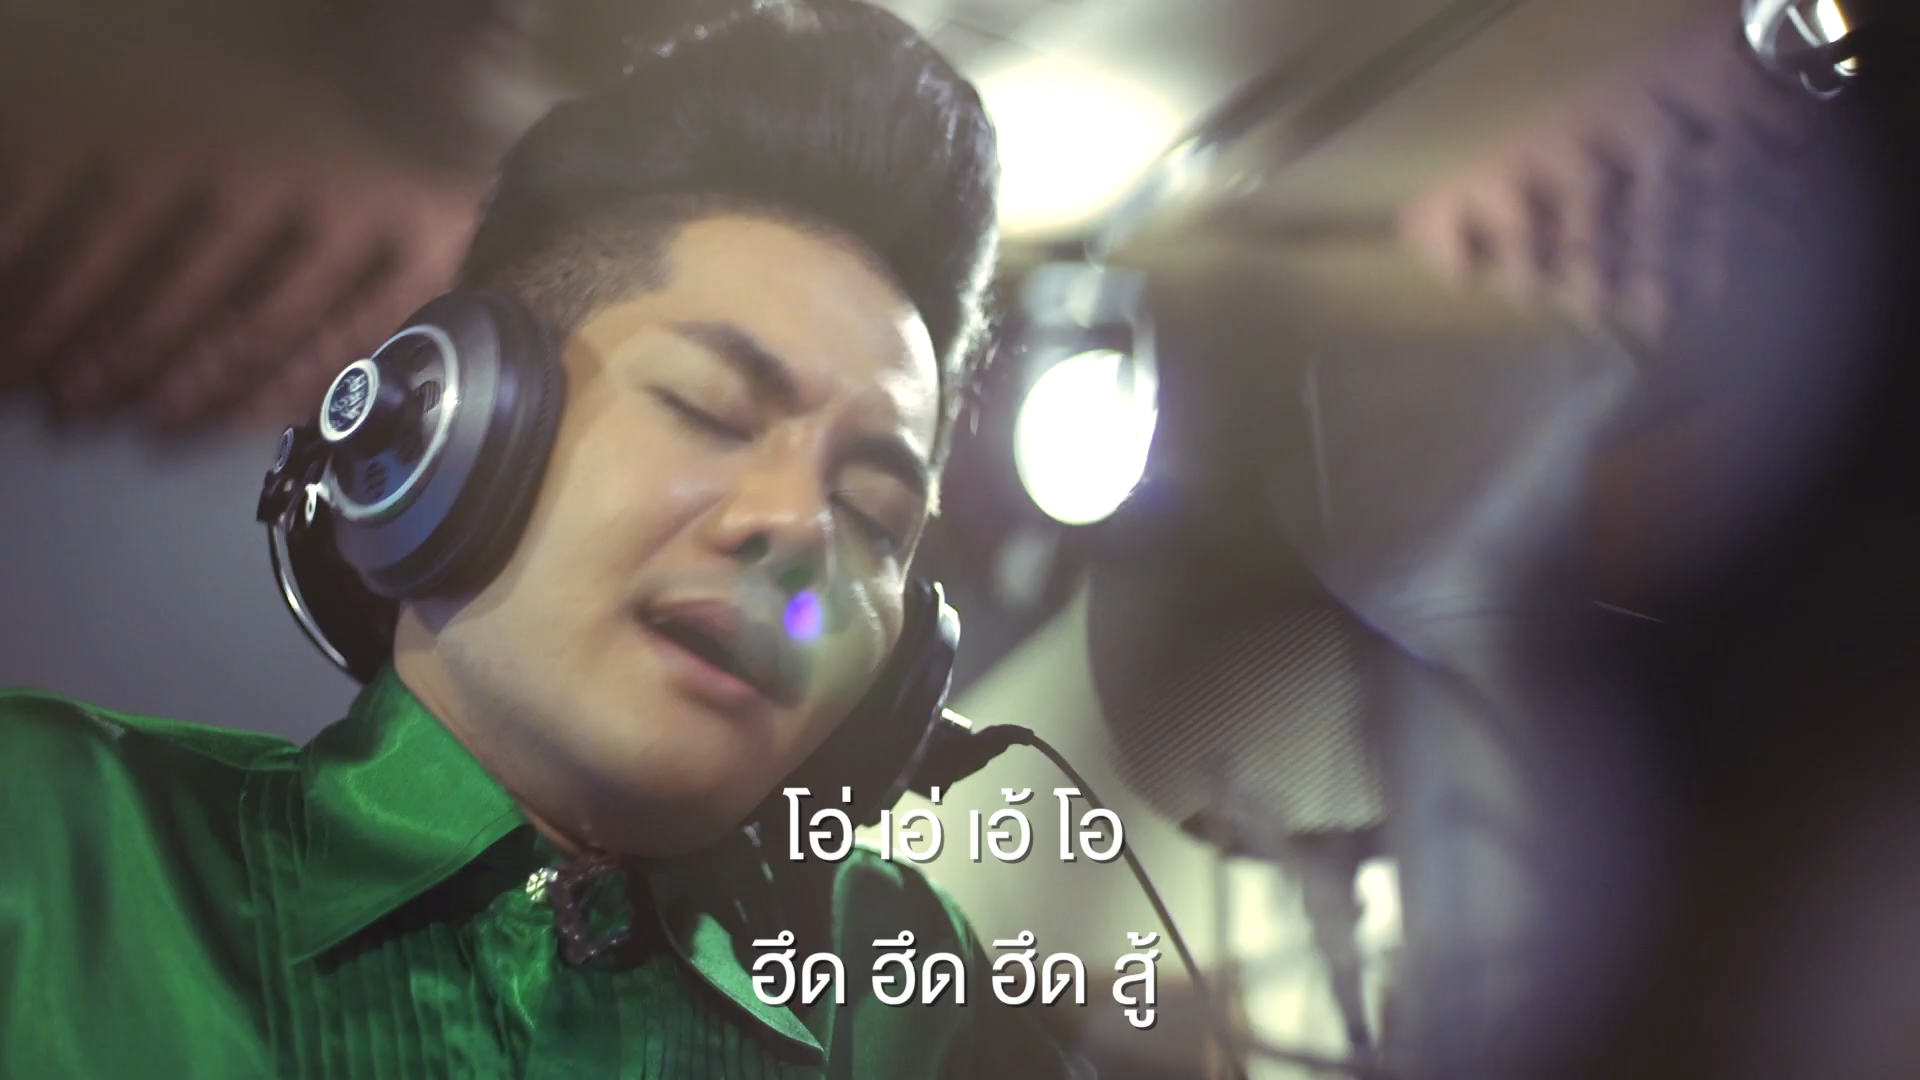 โอ่ เอ่ เอ้ โอ
ฮึด ฮึด ฮึด สู้